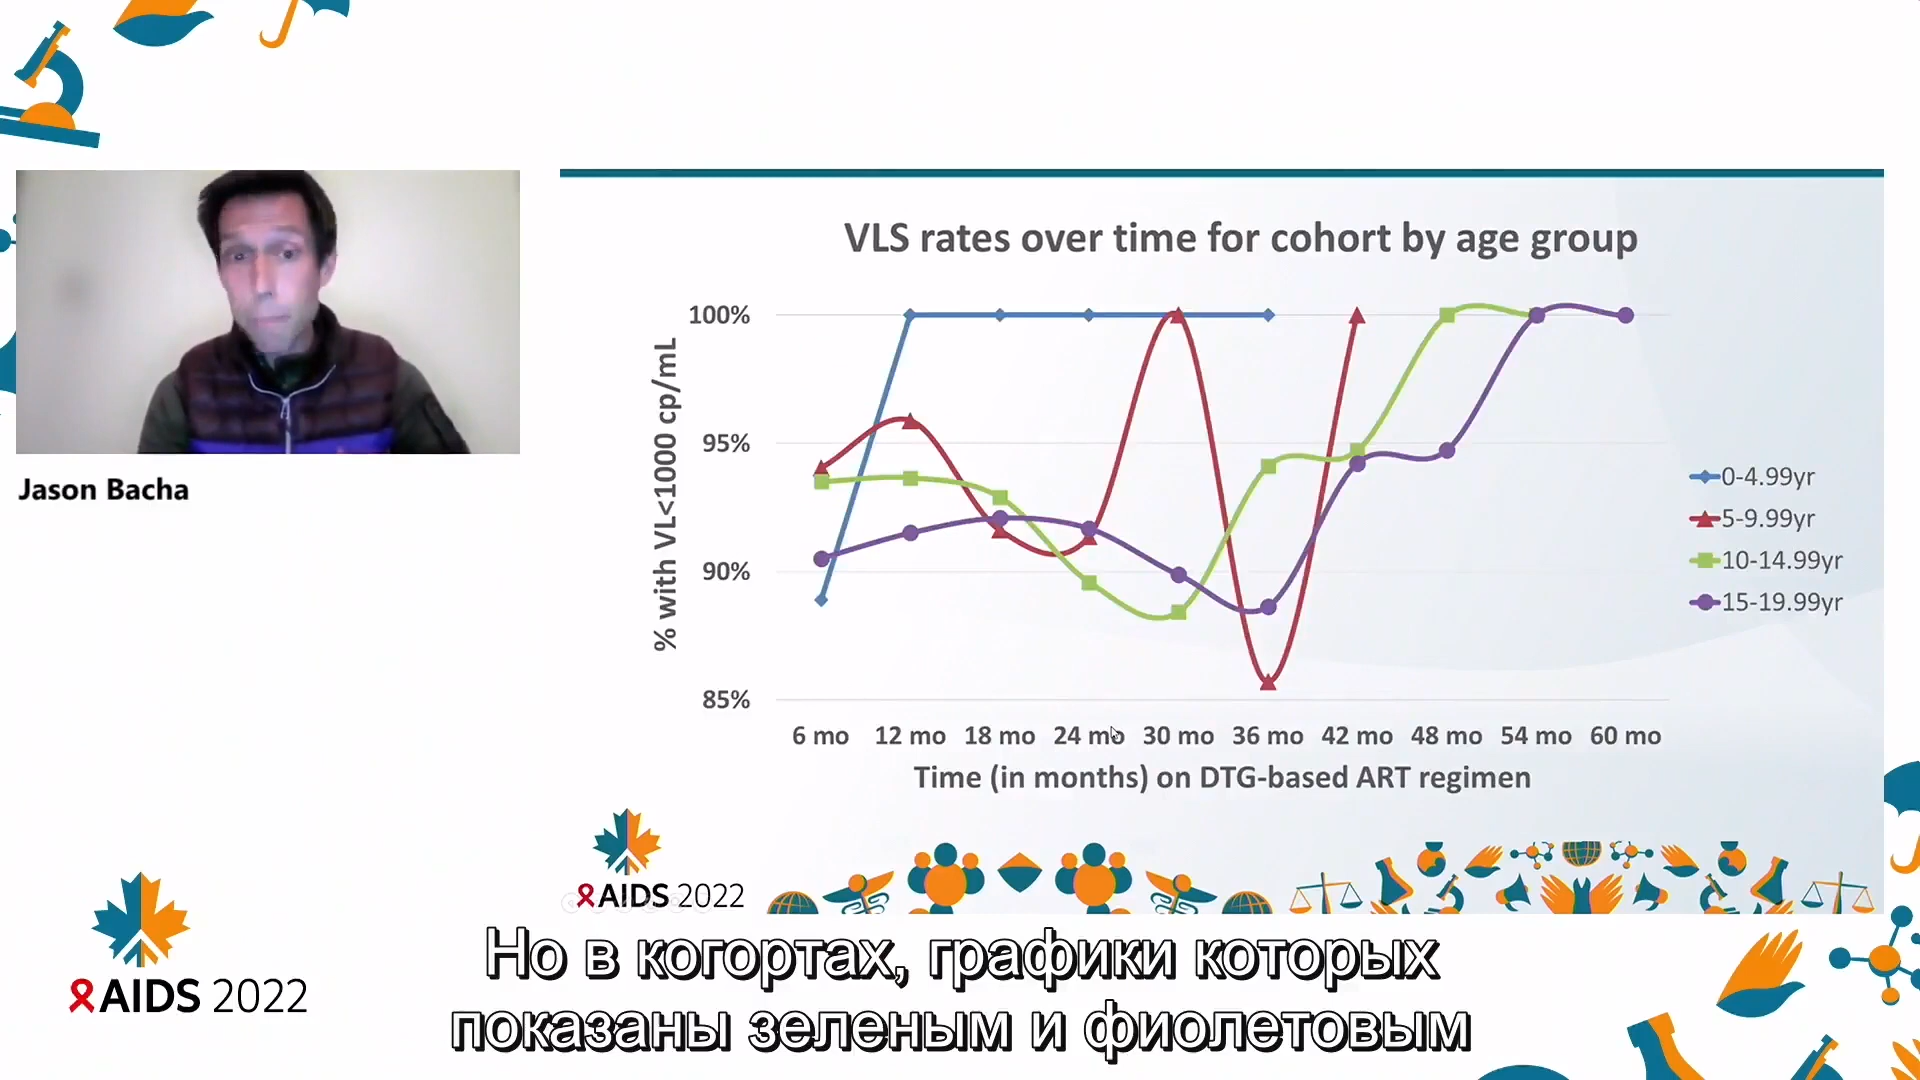 Jason Bacha
VLS rates over time for cohort by age group
% with VL<1000 cp/mL
100%
95%
90%
85%
6 mo 12 mo 18 mo 24 mo 30 mo 36 mo 42 mo 48 mo 54 mo 60 mo
Time (in months) on DTG-based ART regimen
0-4.99yr
5-9.99yr
10-14.99yr
15-19.99yr
AIDS 2022
AIDS 2022
Но в когортах, графики которых
показаны зеленым и фиолетовым